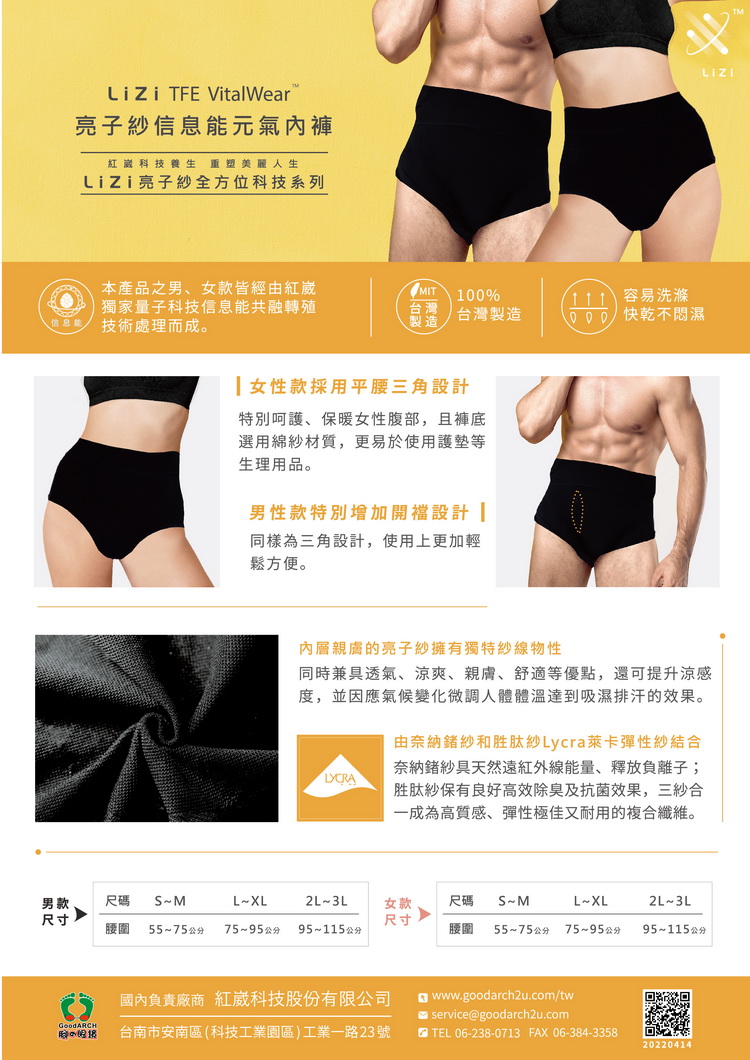 TM
LiZi
LiZi TFE VitalWear™
亮子紗信息能元氣內褲
紅崴科技養生 重塑美麗人生
LiZi亮子紗全方位科技系列
信息能
本產品之男、女款皆經由紅崴
獨家量子科技信息能共融轉殖
技術處理而成。
MIT
台灣
製造
100%
台灣製造
容易洗滌
快乾不悶濕
女性款採用平腰三角設計
特別呵護、保暖女性腹部，且褲底
選用綿紗材質，更易於使用護墊等
生理用品。
男性款特別增加開襠設計
同樣為三角設計，使用上更加輕
鬆方便。
內層親膚的亮子紗擁有獨特紗線物性
同時兼具透氣、涼爽、親膚、舒適等優點，還可提升涼感
度，並因應氣候變化微調人體體溫達到吸濕排汗的效果。
LYCRA
由奈納鍺紗和胜肽紗Lycra萊卡彈性紗結合
奈納鍺紗具天然遠紅外線能量、釋放負離子；
胜肽紗保有良好高效除臭及抗菌效果，三紗合
一成為高質感、彈性極佳又耐用的複合纖維。
男款
尺寸
尺碼 S~M L~XL 2L~3L
腰圍 55~75公分 75~95公分 95~115公分
女款
尺寸
尺碼 S~M L~XL 2L~3L
腰圍 55~75公分 75~95公分 95~115公分
GoodARCH
腳の眼鏡
國內負責廠商 紅崴科技股份有限公司
台南市安南區(科技工業園區)工業一路23號
www.goodarch2u.com/tw
service@goodarch2u.com
TEL 06-238-0713 FAX 06-384-3358
20220414